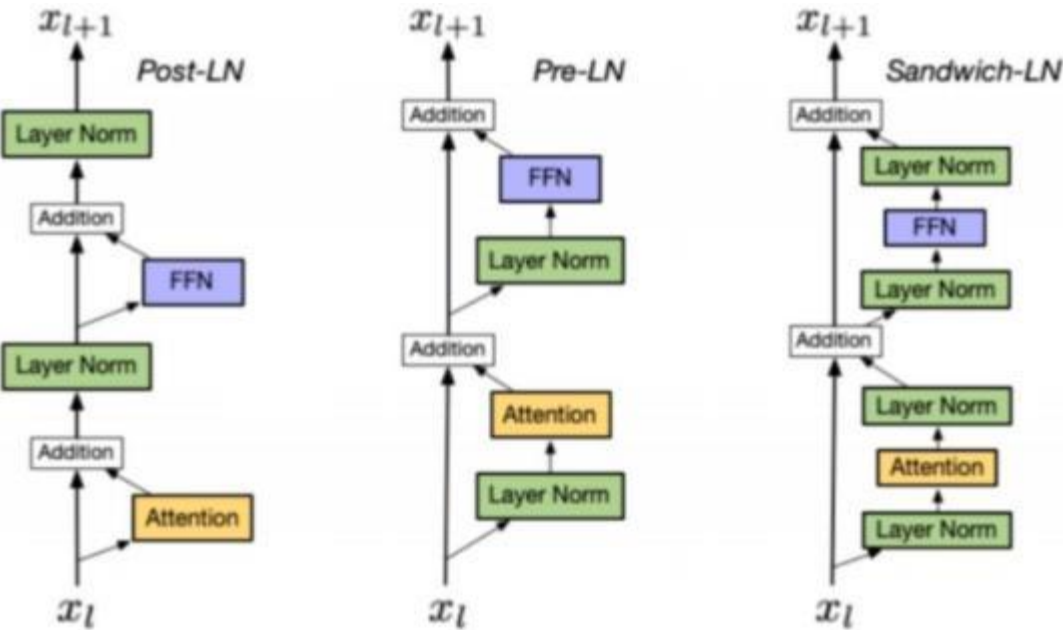 x_{l+1}
Post-LN
Layer Norm
Addition
FFN
Layer Norm
Addition
Attention
x_l
x_{l+1}
Pre-LN
Addition
FFN
Layer Norm
Addition
Attention
Layer Norm
x_l
x_{l+1}
Sandwich-LN
Addition
Layer Norm
FFN
Layer Norm
Addition
Layer Norm
Attention
Layer Norm
x_l